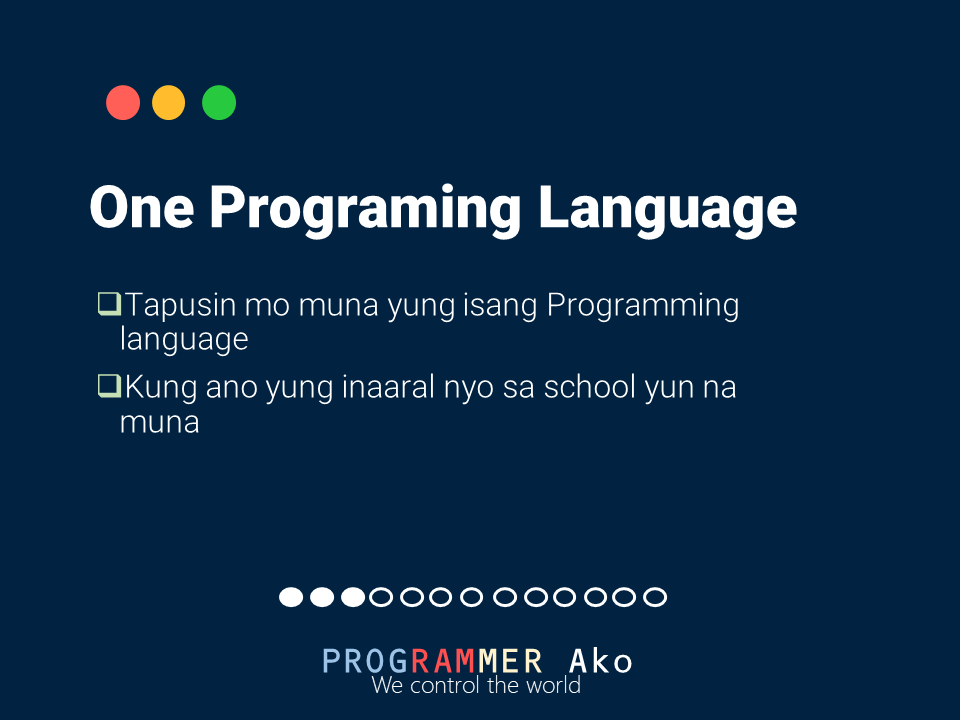 One Programing Language
❑Tapusin mo muna yung isang Programming
language
❑Kung ano yung inaaral nyo sa school yun na
muna
PROGRAMMER Ako
We control the world